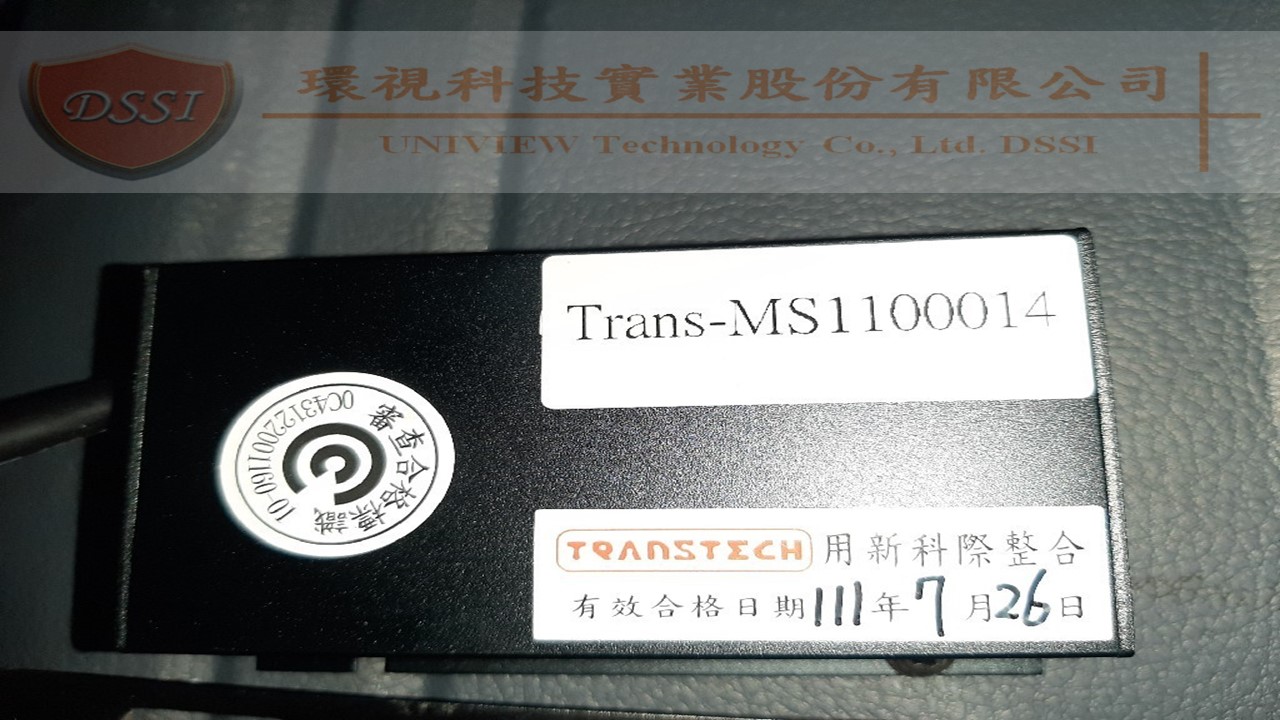 DSSI
環視科技實業股份有限公司
UNIVIEW Technology Co., Ltd. DSSI
Trans-MS1100014
審查合格標識
TRANSTECH 用新科際整合
有效合格日期111年7月26日